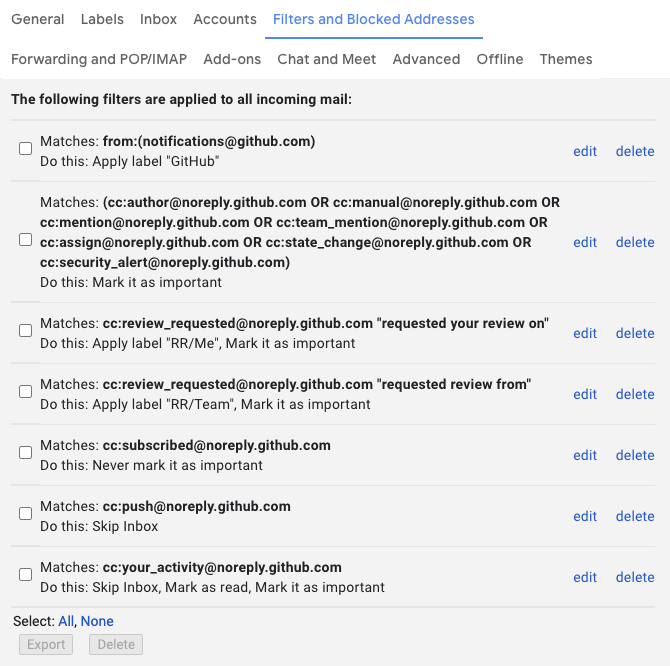 General Labels Inbox Accounts Filters and Blocked Addresses
Forwarding and POP/IMAP Add-ons Chat and Meet Advanced Offline Themes
The following filters are applied to all incoming mail:
Matches: from:(notifications@github.com)
Do this: Apply label "GitHub"
edit delete
Matches: (cc:author@noreply.github.com OR cc:manual@noreply.github.com OR
cc:mention@noreply.github.com OR cc:team_mention@noreply.github.com OR
cc:assign@noreply.github.com OR cc:state_change@noreply.github.com OR
cc:security_alert@noreply.github.com)
Do this: Mark it as important
edit delete
Matches: cc:review_requested@noreply.github.com "requested your review on"
Do this: Apply label "RR/Me", Mark it as important
edit delete
Matches: cc:review_requested@noreply.github.com "requested review from"
Do this: Apply label "RR/Team", Mark it as important
edit delete
Matches: cc:subscribed@noreply.github.com
Do this: Never mark it as important
edit delete
Matches: cc:push@noreply.github.com
Do this: Skip Inbox
edit delete
Matches: cc:your_activity@noreply.github.com
Do this: Skip Inbox, Mark as read, Mark it as important
edit delete
Select: All, None
Export Delete